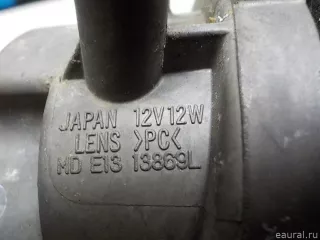 JAPAN 12V12W
LENS >PC<
MD E13 13869L
eaural.ru